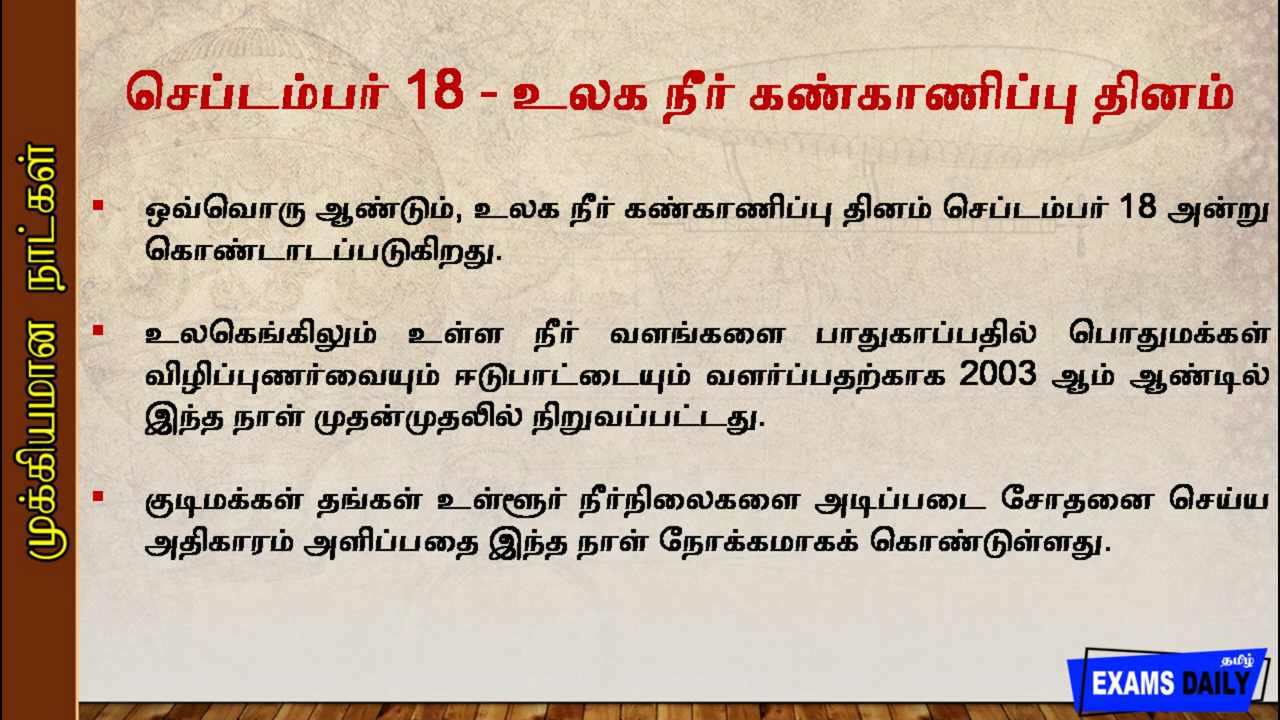 முக்கியமான நாட்கள்
செப்டம்பர் 18 - உலக நீர் கண்காணிப்பு தினம்
▪ ஒவ்வொரு ஆண்டும், உலக நீர் கண்காணிப்பு தினம் செப்டம்பர் 18 அன்று
கொண்டாடப்படுகிறது.
▪ உலகெங்கிலும் உள்ள நீர் வளங்களை பாதுகாப்பதில் பொதுமக்கள்
விழிப்புணர்வையும் ஈடுபாட்டையும் வளர்ப்பதற்காக 2003 ஆம் ஆண்டில்
இந்த நாள் முதன்முதலில் நிறுவப்பட்டது.
▪ குடிமக்கள் தங்கள் உள்ளூர் நீர்நிலைகளை அடிப்படை சோதனை செய்ய
அதிகாரம் அளிப்பதை இந்த நாள் நோக்கமாகக் கொண்டுள்ளது.
தமிழ்
EXAMS DAILY